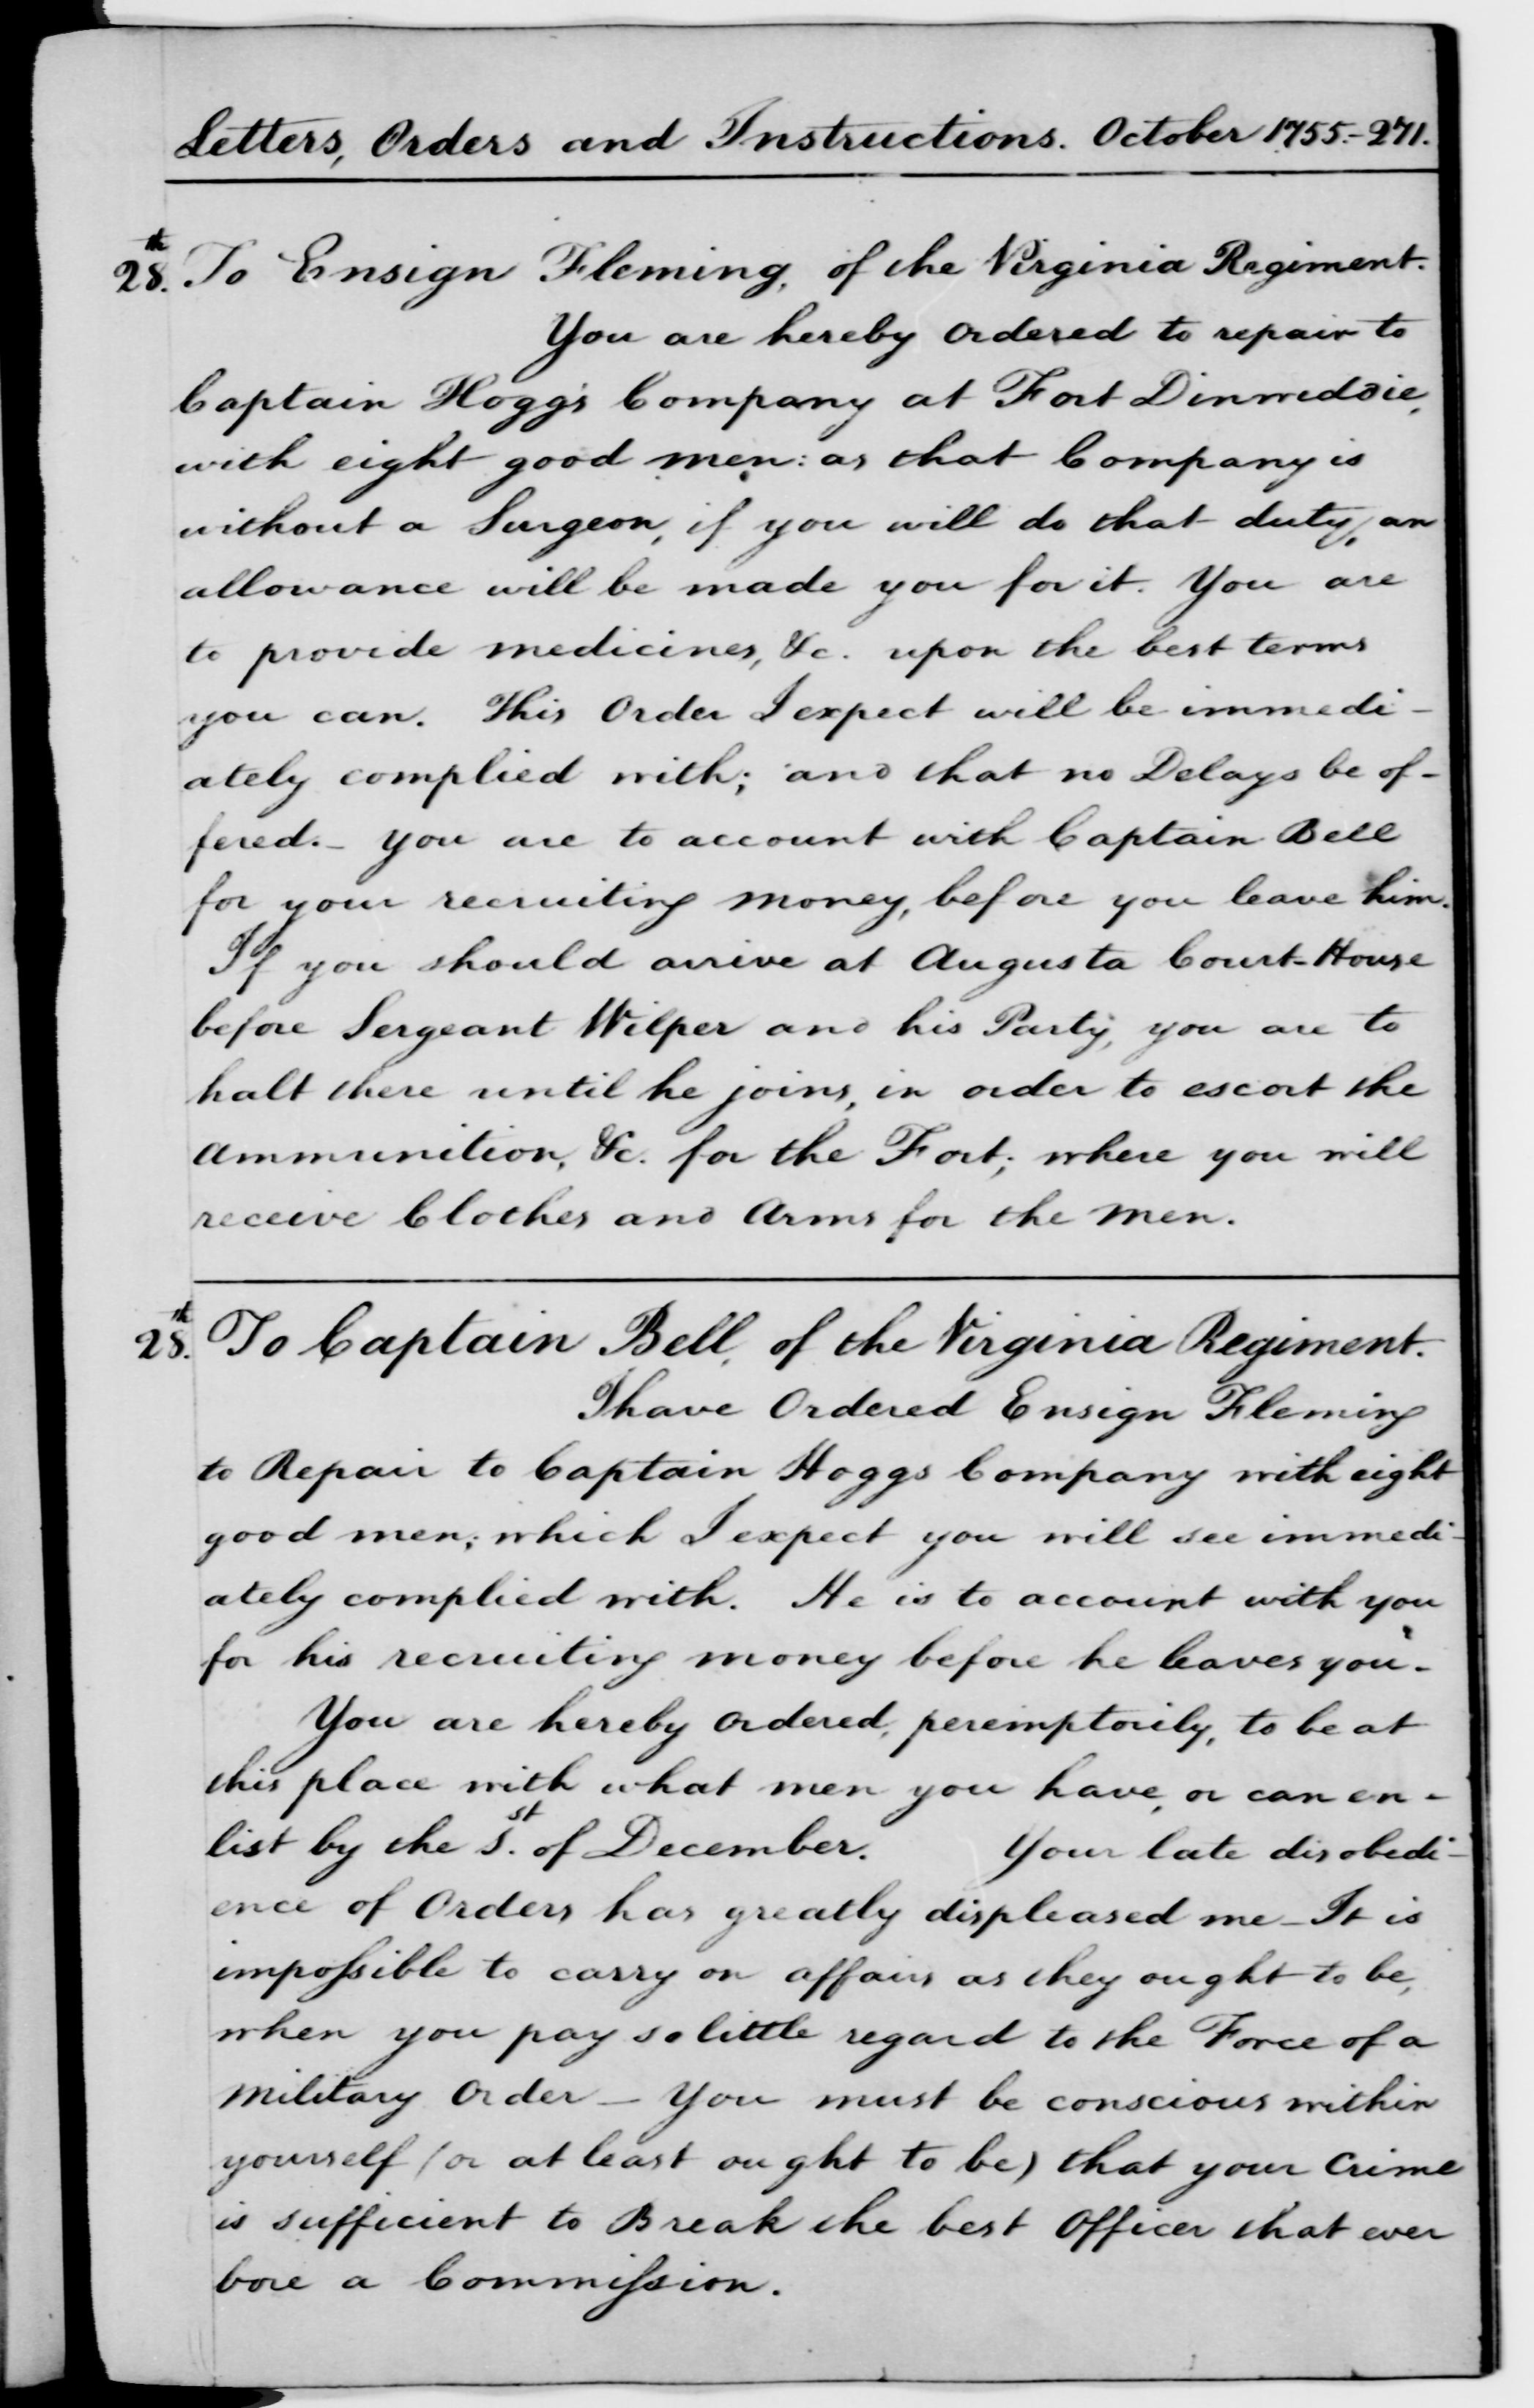 Letters, Orders and Instructions. October 1755.-271.
28th. To Ensign Fleming, of the Virginia Regiment.
You are hereby ordered to repair to
Captain Hogg's Company at Fort Dinwiddie,
with eight good men: as that Company is
without a Surgeon, if you will do that duty, an
allowance will be made you for it. You are
to provide medicines, &c. upon the best terms
you can. This Order I expect will be immedi-
ately complied with; and that no Delays be of-
fered.- you are to account with Captain Bell
for your recruiting money, before you leave him.
If you should arrive at Augusta Court-House
before Sergeant Wilper and his Party, you are to
halt there until he joins, in order to escort the
ammunition, &c. for the Fort; where you will
receive Clothes and Arms for the men.
28th. To Captain Bell, of the Virginia Regiment.
I have Ordered Ensign Fleming
to Repair to Captain Hoggs Company with eight
good men; which I expect you will see immedi-
ately complied with. He is to account with you
for his recruiting money before he leaves you.-
You are hereby ordered, peremptorily, to be at
this place with what men you have, or can en-
list by the 1st. of December. Your late disobedi-
ence of Orders has greatly displeased me - It is
impossible to carry on affairs as they ought to be,
when you pay so little regard to the Force of a
military Order - You must be conscious within
yourself (or at least ought to be) that your Crime
is sufficient to Break the best Officer that ever
bore a Commission.